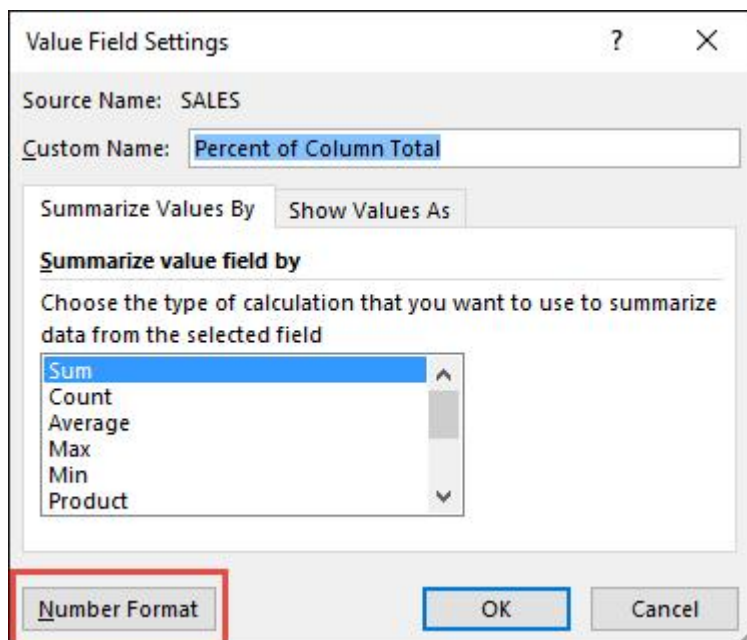 Value Field Settings ? ×
Source Name: SALES
Custom Name: Percent of Column Total
Summarize Values By Show Values As
Summarize value field by
Choose the type of calculation that you want to use to summarize
data from the selected field
Sum
Count
Average
Max
Min
Product
Number Format OK Cancel